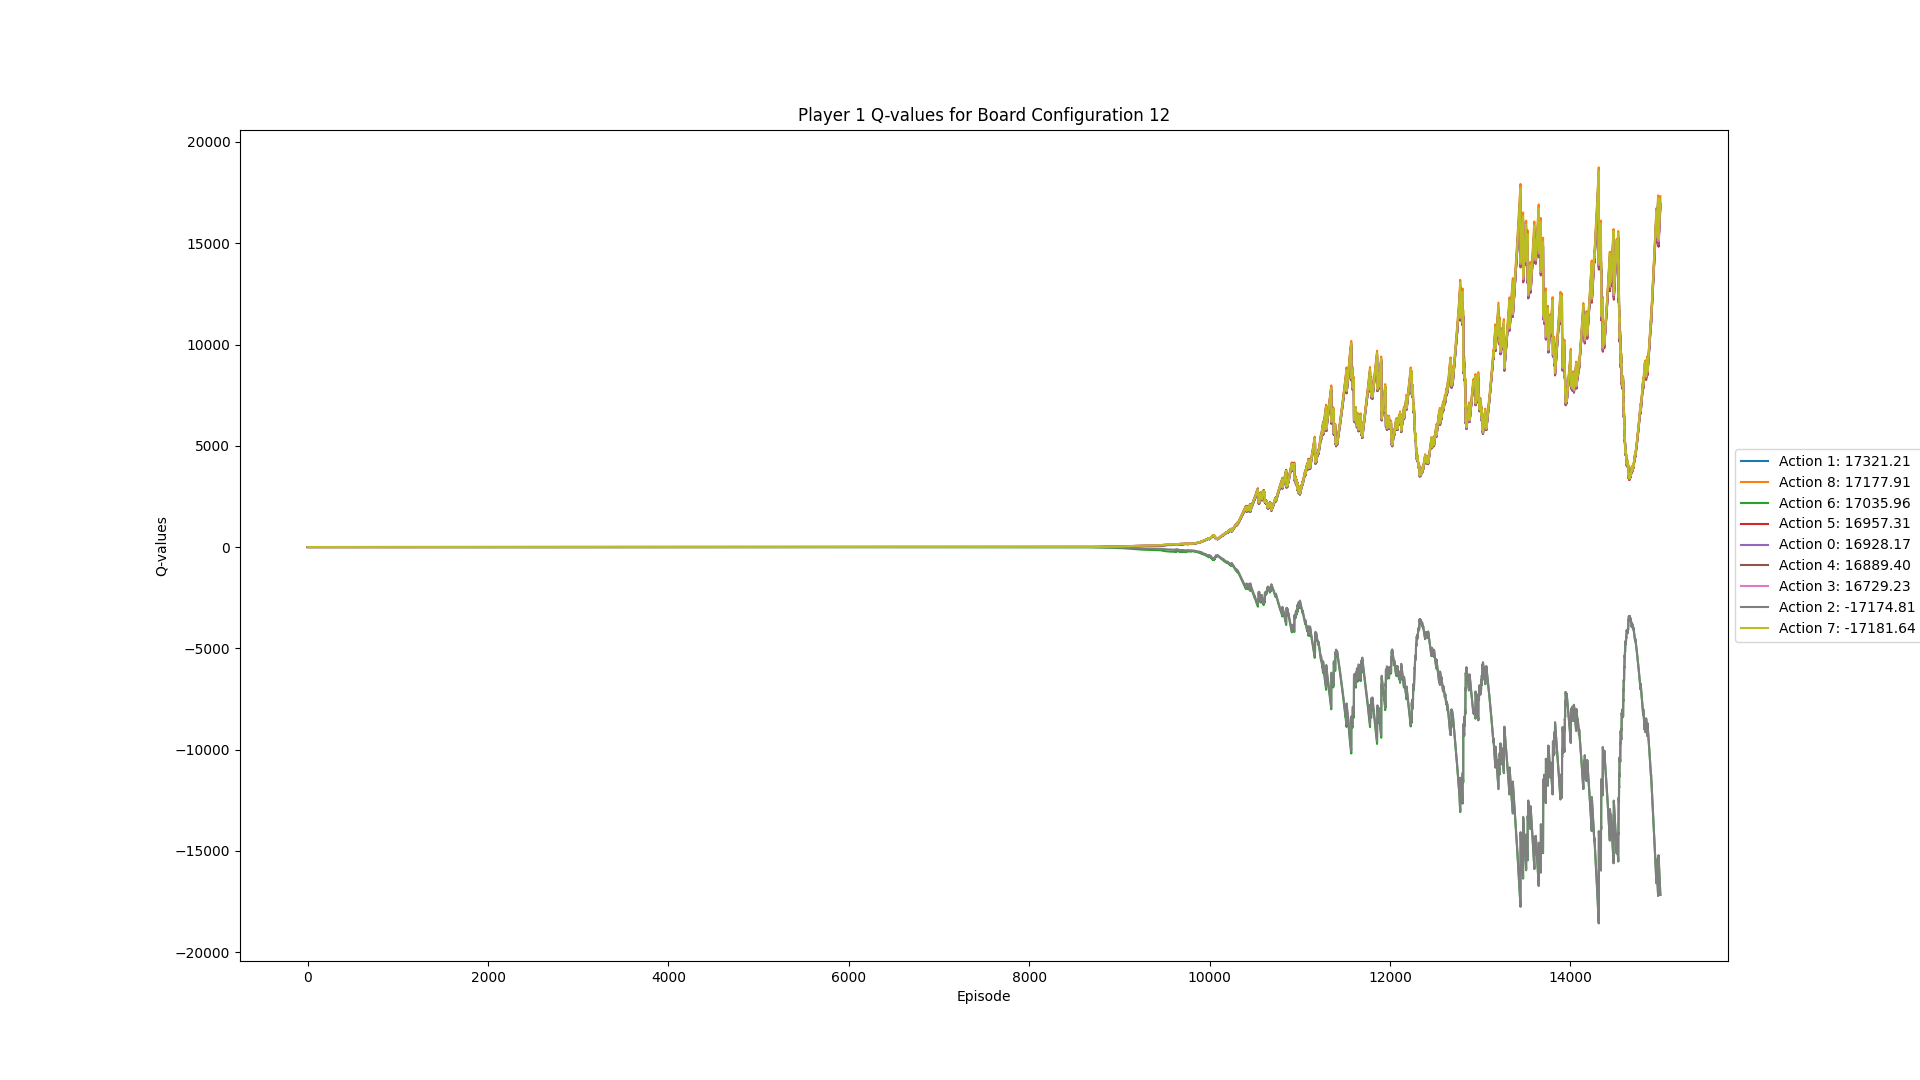 Player 1 Q-values for Board Configuration 12
20000
15000
10000
5000
0
−5000
−10000
−15000
−20000
Q-values
0
2000
4000
6000
8000
10000
12000
14000
Episode
Action 1: 17321.21
Action 8: 17177.91
Action 6: 17035.96
Action 5: 16957.31
Action 0: 16928.17
Action 4: 16889.40
Action 3: 16729.23
Action 2: -17174.81
Action 7: -17181.64